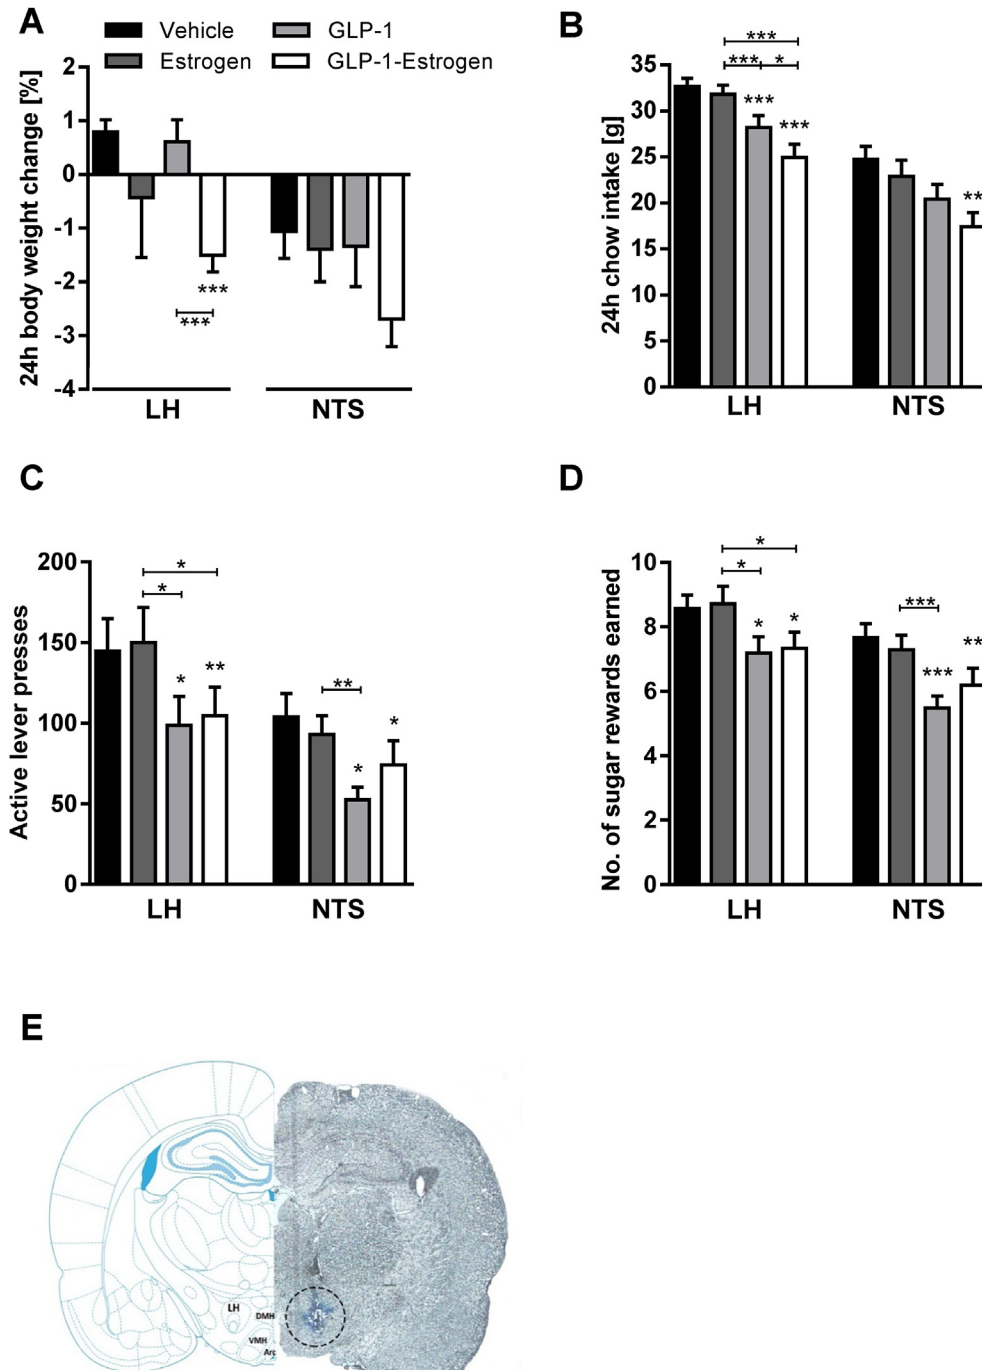 A
Vehicle
GLP-1
Estrogen
GLP-1-Estrogen
24h body weight change [%]
2
1
0
-1
-2
-3
-4
***
***
LH
NTS
B
24h chow intake [g]
35
30
25
20
15
10
5
0
***
***
*
***
***
**
LH
NTS
C
Active lever presses
200
150
100
50
0
*
*
*
**
**
*
*
LH
NTS
D
No. of sugar rewards earned
10
8
6
4
2
0
*
*
*
*
***
***
**
LH
NTS
E
LH
DMH
VMH
Arc